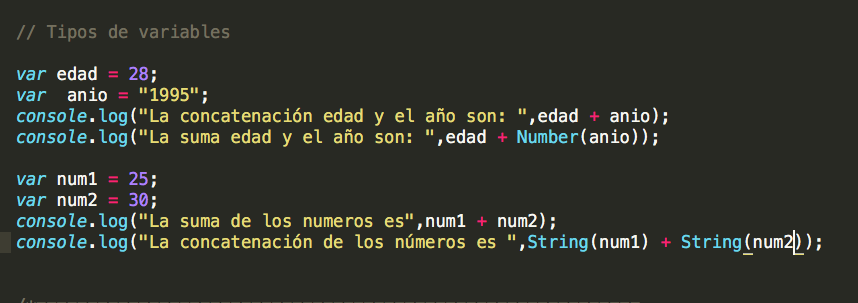 // Tipos de variables
var edad = 28;
var  anio = "1995";
console.log("La concatenación edad y el año son: ",edad + anio);
console.log("La suma edad y el año son: ",edad + Number(anio));
var num1 = 25;
var num2 = 30;
console.log("La suma de los numeros es",num1 + num2);
console.log("La concatenación de los números es ",String(num1) + String(num2));